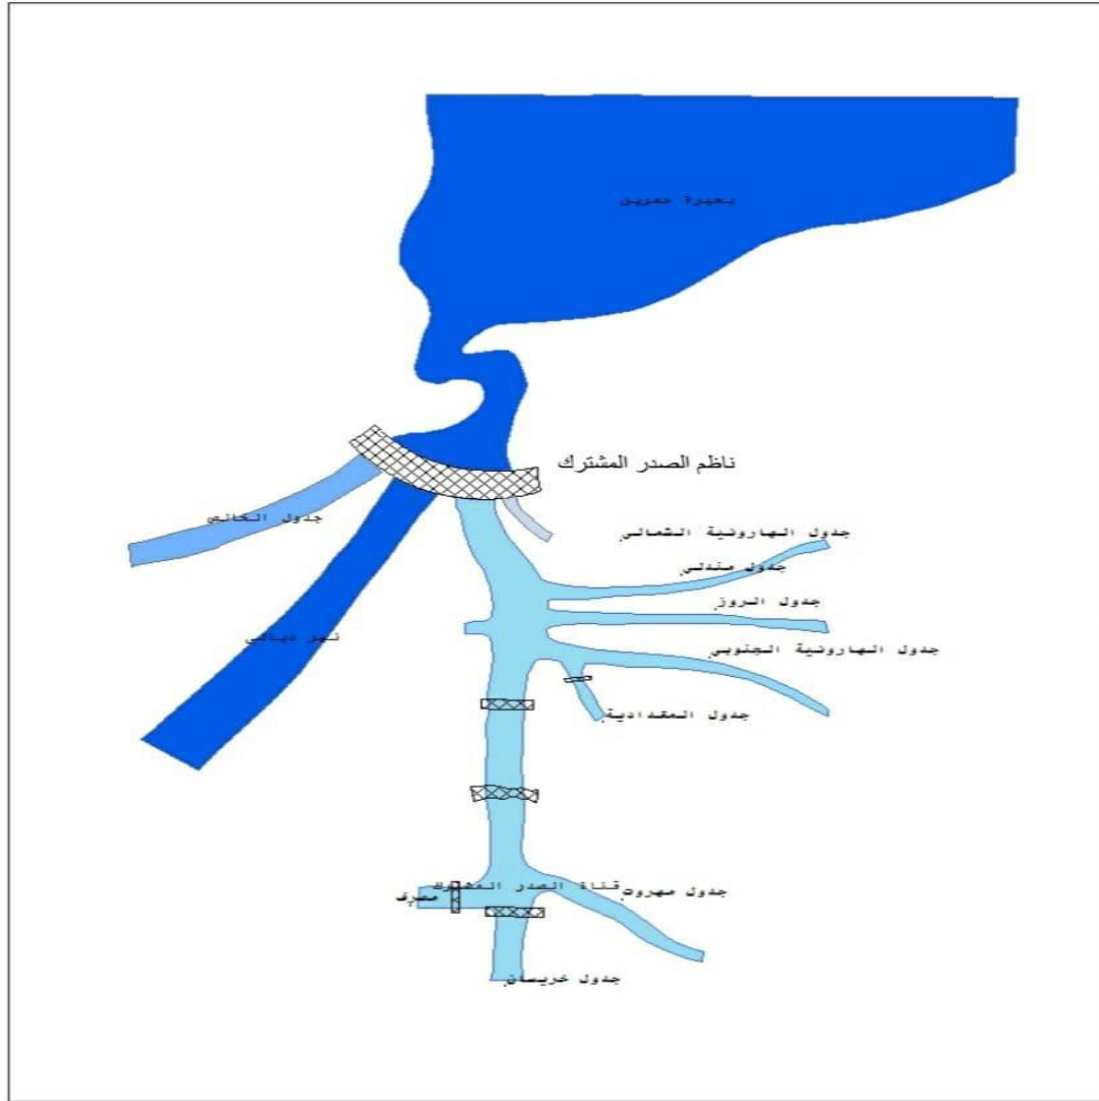 بحيرة حمرين
ناظم الصدر المشترك
جدول الخالص
جدول الهارونية الشمالي
جدول مندلي
جدول الروز
نهر ديالى
جدول الهارونية الجنوبي
جدول المقدادية
قناة الصدر المشترك
جدول مهروت
مصرف
جدول خريسان